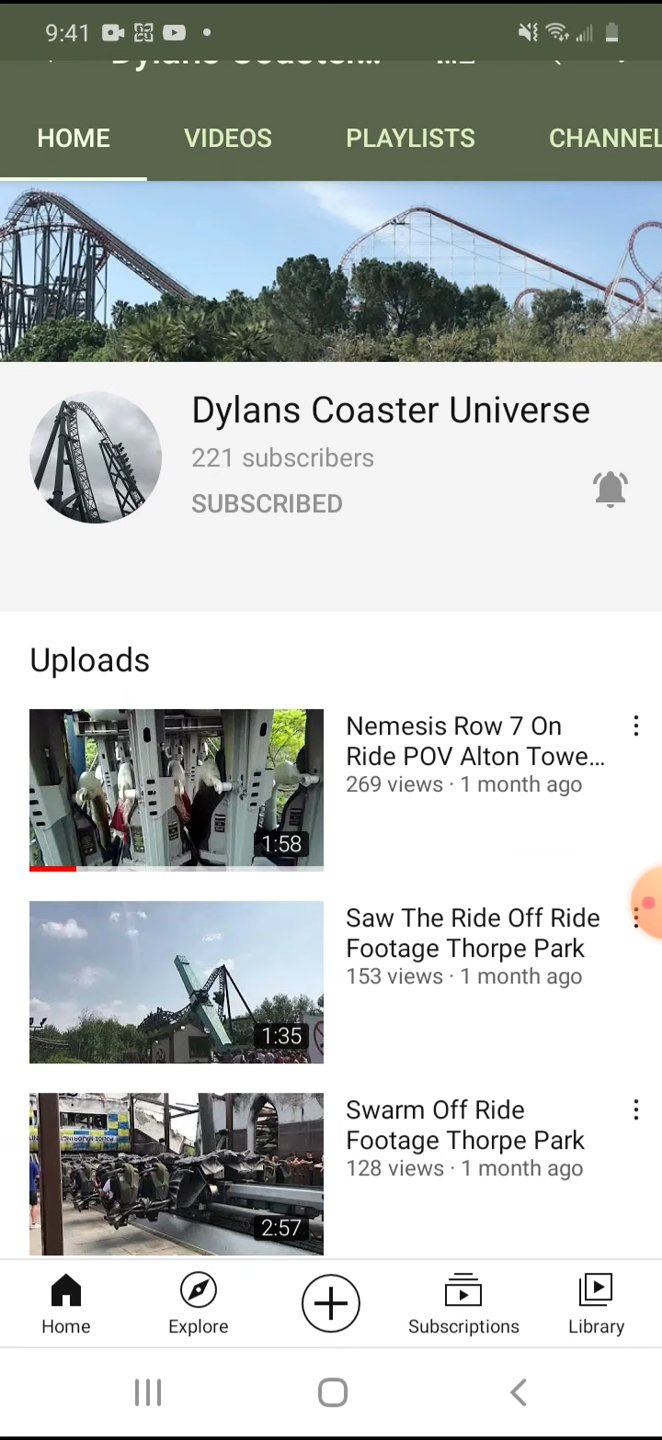 9:41
Dylans Coaster...
HOME VIDEOS PLAYLISTS CHANNEL
Dylans Coaster Universe
221 subscribers
SUBSCRIBED
Uploads
Nemesis Row 7 On
Ride POV Alton Towe...
269 views · 1 month ago
1:58
Saw The Ride Off Ride
Footage Thorpe Park
153 views · 1 month ago
1:35
Swarm Off Ride
Footage Thorpe Park
128 views · 1 month ago
2:57
Home Explore Subscriptions Library